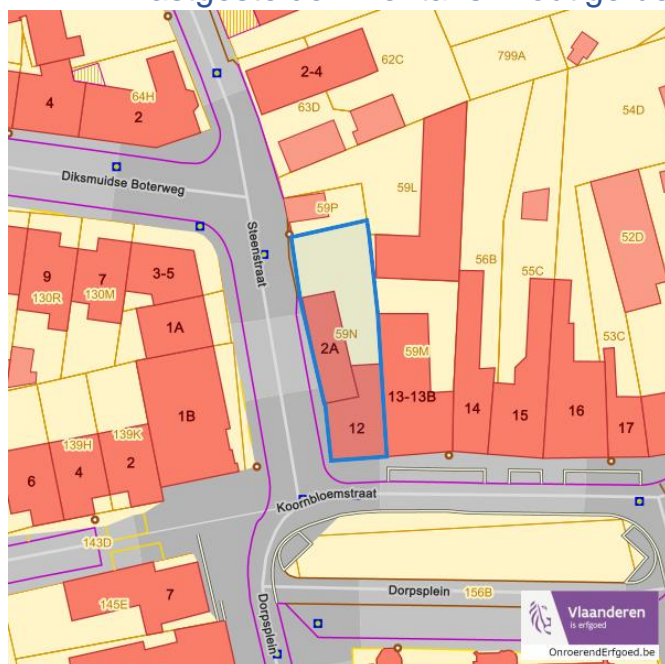 2-4
62C
799A
4
2
64H
63D
54D
Diksmuidse Boterweg
59L
59P
Steenstraat
52D
9
7
3-5
130R
130M
56B
55C
1A
2A
59N
59M
53C
1B
13-13B
14
15
16
17
12
139H
139K
6
4
2
Koornbloemstraat
143D
7
145E
Dorpsplein
Dorpsplein
156B
Vlaanderen
is erfgoed
OnroerendErfgoed.be